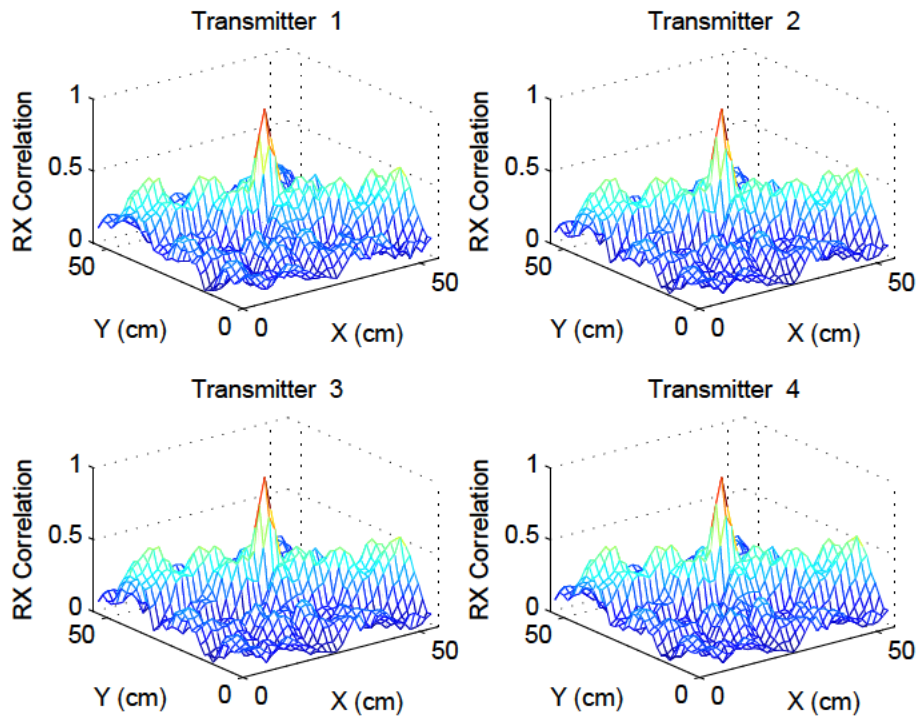 Transmitter 1
1
0.5
0
RX Correlation
50
Y (cm)
0
0
X (cm)
50
Transmitter 2
1
0.5
0
RX Correlation
50
Y (cm)
0
0
X (cm)
50
Transmitter 3
1
0.5
0
RX Correlation
50
Y (cm)
0
0
X (cm)
50
Transmitter 4
1
0.5
0
RX Correlation
50
Y (cm)
0
0
X (cm)
50